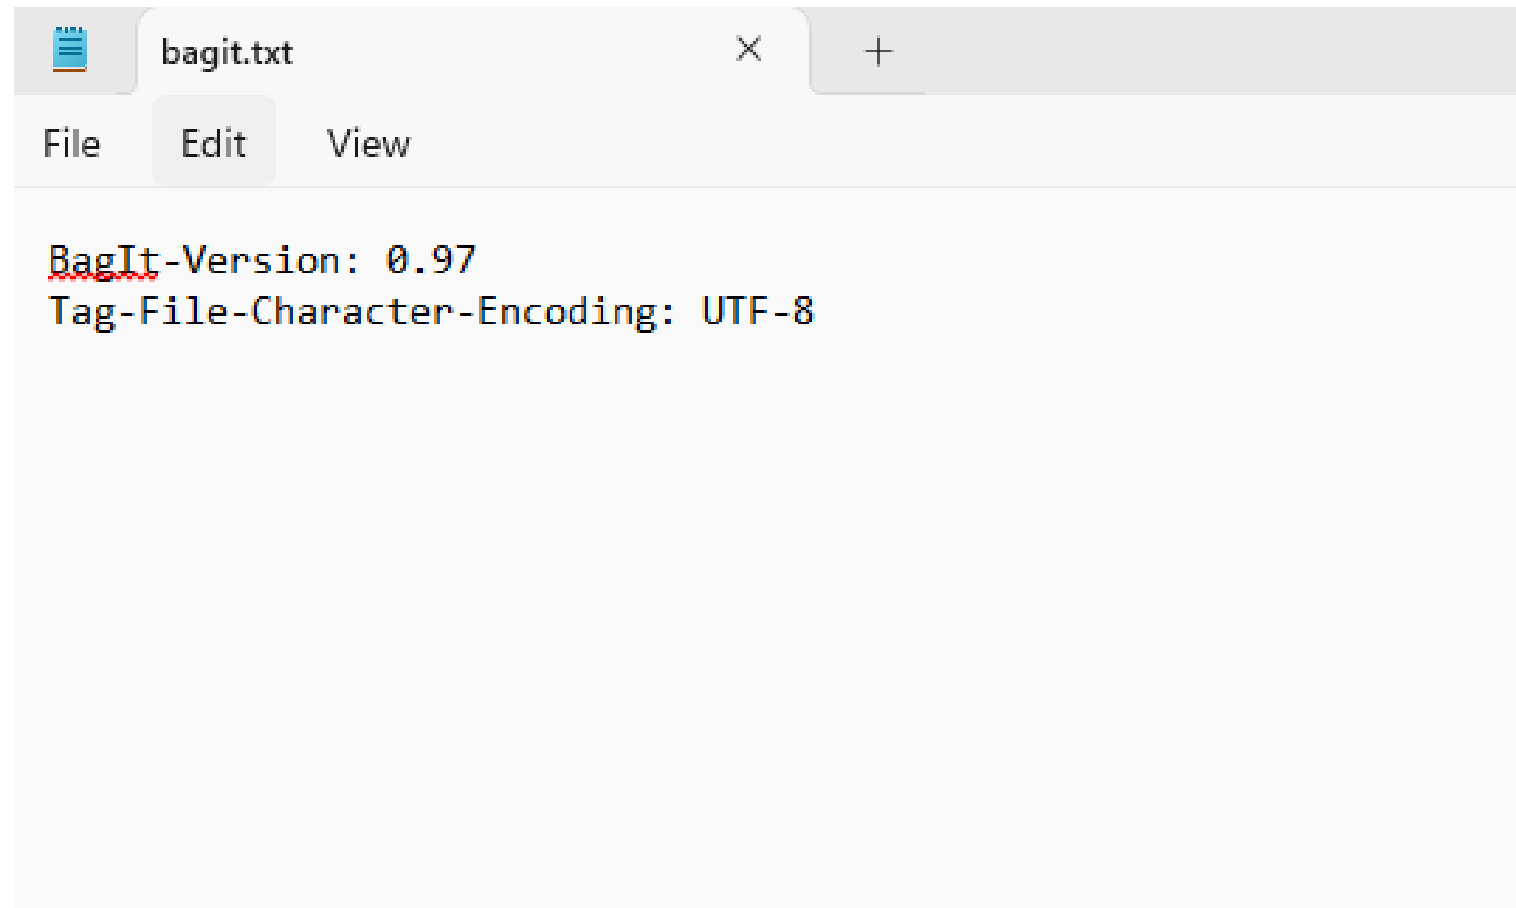 bagit.txt
File Edit View
BagIt-Version: 0.97
Tag-File-Character-Encoding: UTF-8